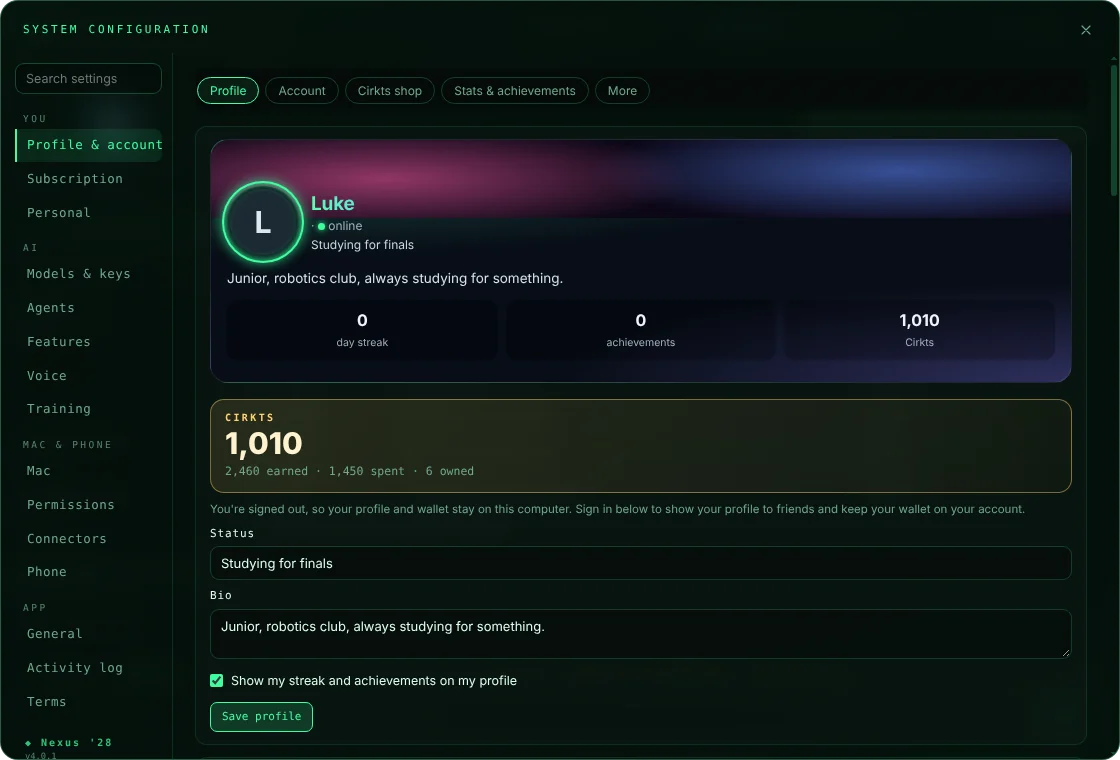 SYSTEM CONFIGURATION
Search settings
YOU
Profile & account
Subscription
Personal
AI
Models & keys
Agents
Features
Voice
Training
MAC & PHONE
Mac
Permissions
Connectors
Phone
APP
General
Activity log
Terms
◆ Nexus '28
v4.0.1
Profile
Account
Cirkts shop
Stats & achievements
More
L
Luke
· online
Studying for finals
Junior, robotics club, always studying for something.
0
day streak
0
achievements
1,010
Cirkts
CIRKTS
1,010
2,460 earned · 1,450 spent · 6 owned
You're signed out, so your profile and wallet stay on this computer. Sign in below to show your profile to friends and keep your wallet on your account.
Status
Studying for finals
Bio
Junior, robotics club, always studying for something.
Show my streak and achievements on my profile
Save profile